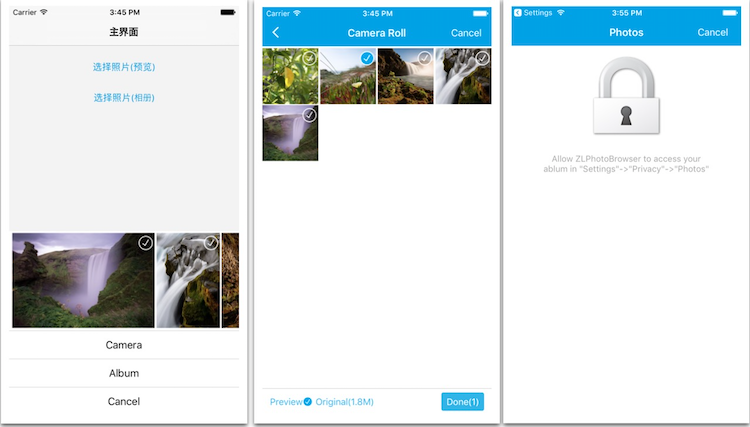 Carrier 3:45 PM
主界面
选择照片(预览)
选择照片(相册)
Camera
Album
Cancel
Carrier 3:45 PM
Camera Roll Cancel
Preview Original(1.8M) Done(1)
Settings 3:55 PM
Photos Cancel
Allow ZLPhotoBrowser to access your
ablum in "Settings"->"Privacy"->"Photos"